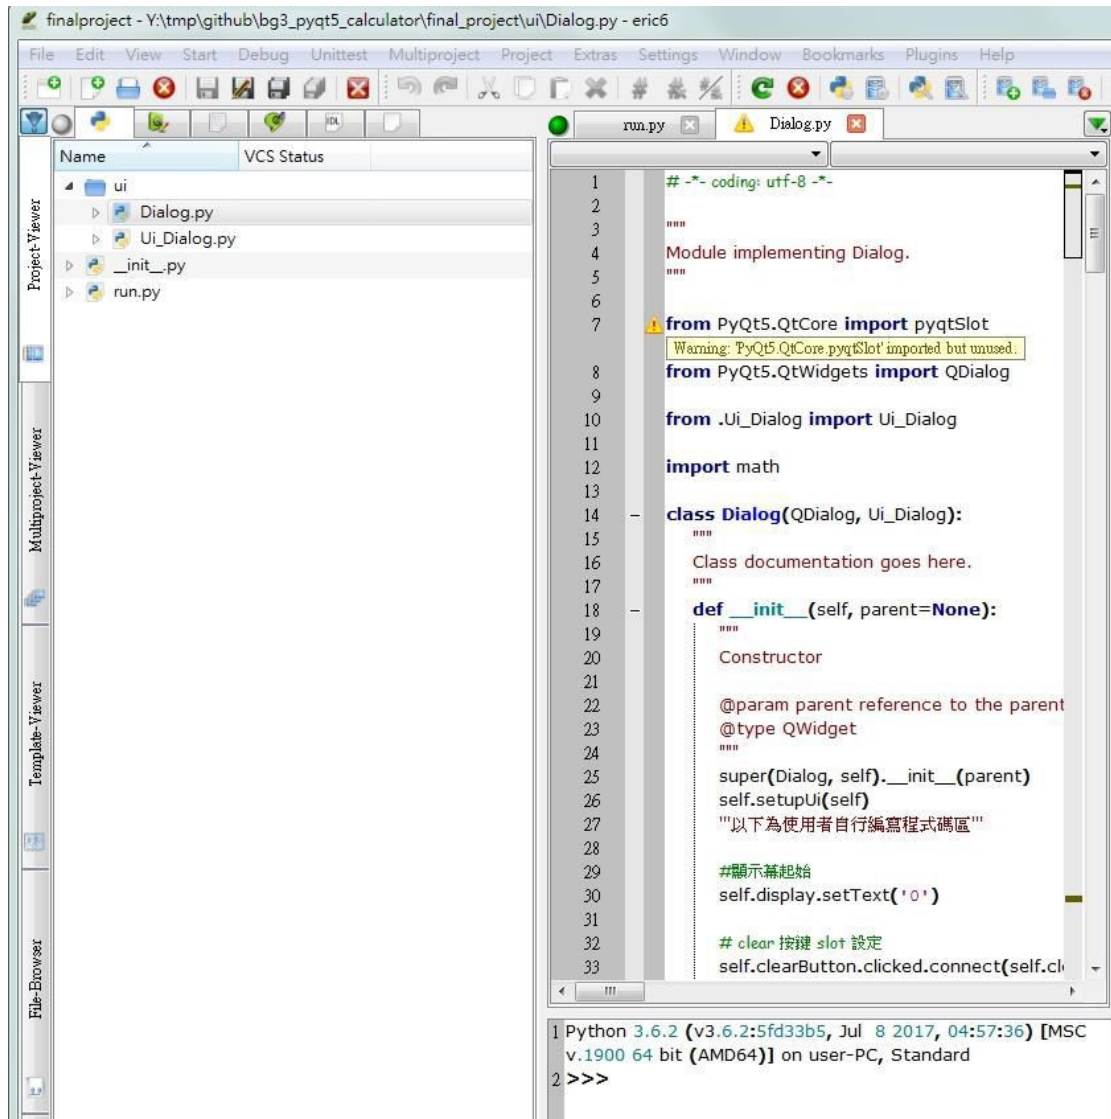 finalproject - Y:\tmp\github\bg3_pyqt5_calculator\final_project\ui\Dialog.py - eric6
File Edit View Start Debug Unittest Multiproject Project Extras Settings Window Bookmarks Plugins Help
IDL
run.py Dialog.py
Name VCS Status
ui
Dialog.py
Ui_Dialog.py
__init__.py
run.py
Project-Viewer
Multiproject-Viewer
Template-Viewer
File-Browser
1 # -*- coding: utf-8 -*-
2
3 """
4 Module implementing Dialog.
5 """
6
7 from PyQt5.QtCore import pyqtSlot
Warning: 'PyQt5.QtCore.pyqtSlot' imported but unused.
8 from PyQt5.QtWidgets import QDialog
9
10 from .Ui_Dialog import Ui_Dialog
11
12 import math
13
14 class Dialog(QDialog, Ui_Dialog):
15 """
16 Class documentation goes here.
17 """
18 def __init__(self, parent=None):
19 """
20 Constructor
21
22 @param parent reference to the parent
23 @type QWidget
24 """
25 super(Dialog, self).__init__(parent)
26 self.setupUi(self)
27 '''以下為使用者自行編寫程式碼區'''
28
29 #顯示幕起始
30 self.display.setText('0')
31
32 # clear 按鍵 slot 設定
33 self.clearButton.clicked.connect(self.cl
1 Python 3.6.2 (v3.6.2:5fd33b5, Jul 8 2017, 04:57:36) [MSC
v.1900 64 bit (AMD64)] on user-PC, Standard
2 >>>